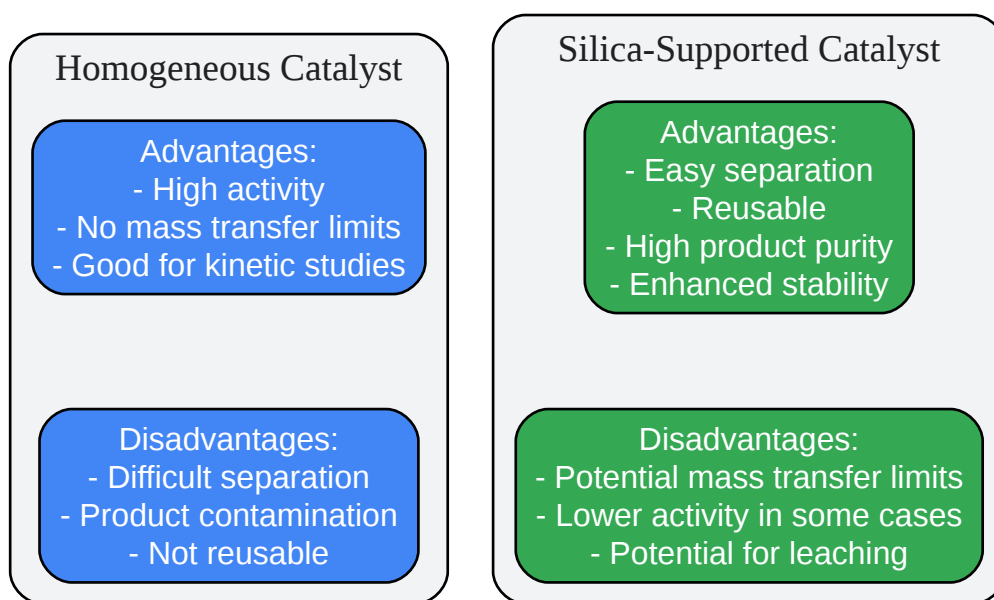 Homogeneous Catalyst
Advantages:
- High activity
- No mass transfer limits
- Good for kinetic studies
Disadvantages:
- Difficult separation
- Product contamination
- Not reusable
Silica-Supported Catalyst
Advantages:
- Easy separation
- Reusable
- High product purity
- Enhanced stability
Disadvantages:
- Potential mass transfer limits
- Lower activity in some cases
- Potential for leaching